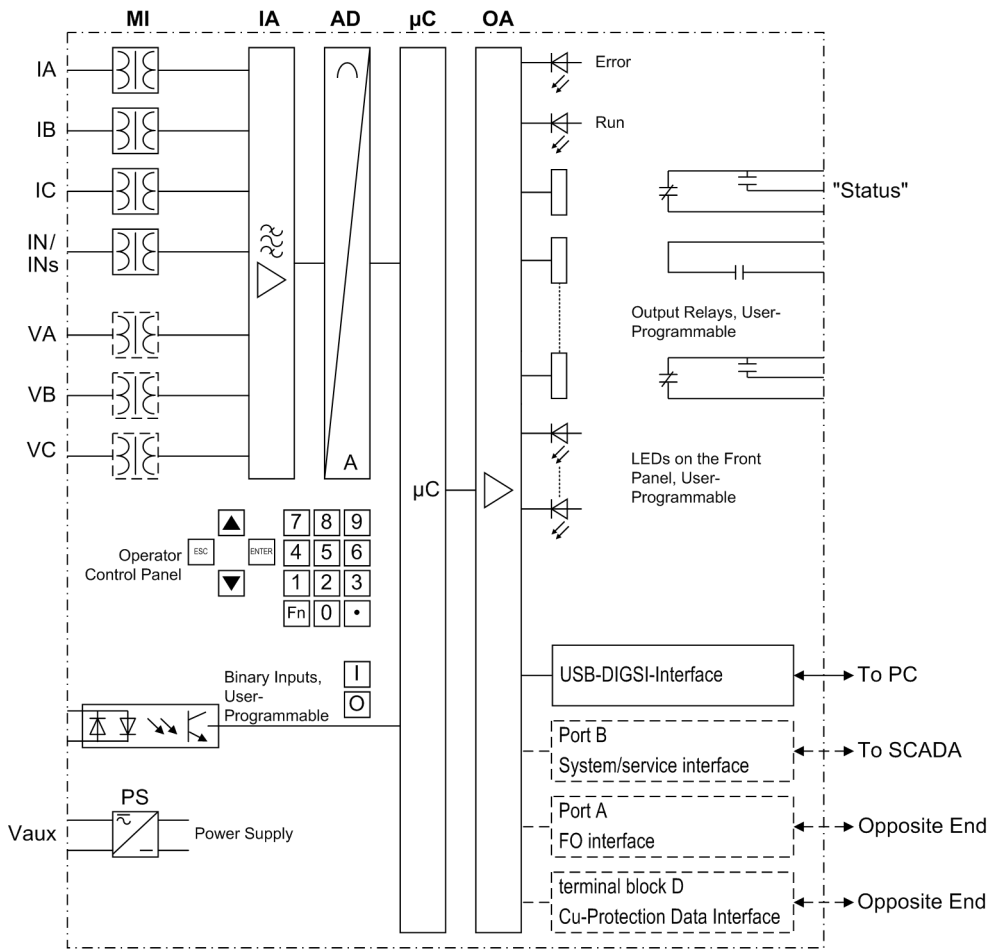 MI IA AD µC OA
IA
IB
IC
IN/
INs
VA
VB
VC
A
µC
Error
Run
"Status"
Output Relays, User-
Programmable
LEDs on the Front
Panel, User-
Programmable
Operator
Control Panel
ESC
ENTER
7 8 9
4 5 6
1 2 3
Fn 0 •
Binary Inputs,
User-
Programmable
I
O
PS
Vaux
Power Supply
USB-DIGSI-Interface
To PC
Port B
System/service interface
To SCADA
Port A
FO interface
Opposite End
terminal block D
Cu-Protection Data Interface
Opposite End